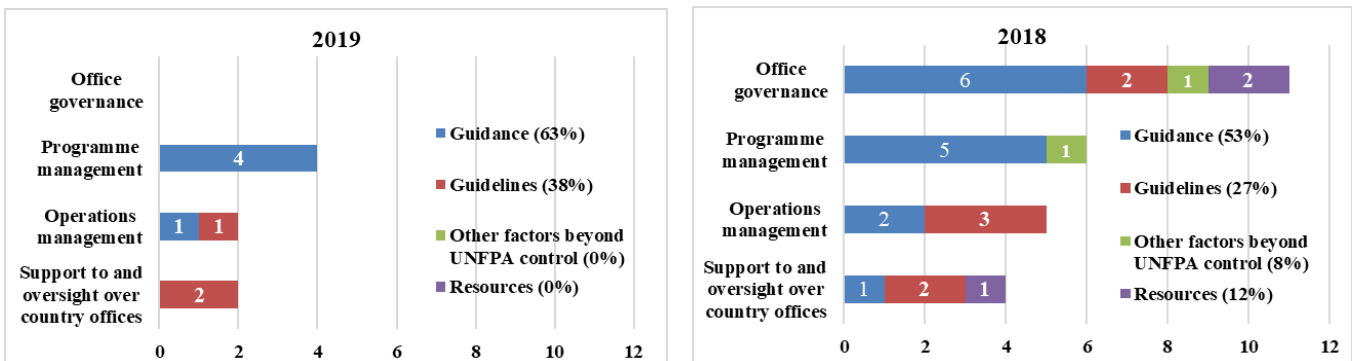 2019
Office
governance
Programme
management
4
Operations
management
1 1
Support to and
oversight over
country offices
2
Guidance (63%)
Guidelines (38%)
Other factors beyond
UNFPA control (0%)
Resources (0%)
0 2 4 6 8 10 12
2018
Office
governance
6 2 1 2
Programme
management
5 1
Operations
management
2 3
Support to and
oversight over
country offices
1 2 1
Guidance (53%)
Guidelines (27%)
Other factors beyond
UNFPA control (8%)
Resources (12%)
0 2 4 6 8 10 12